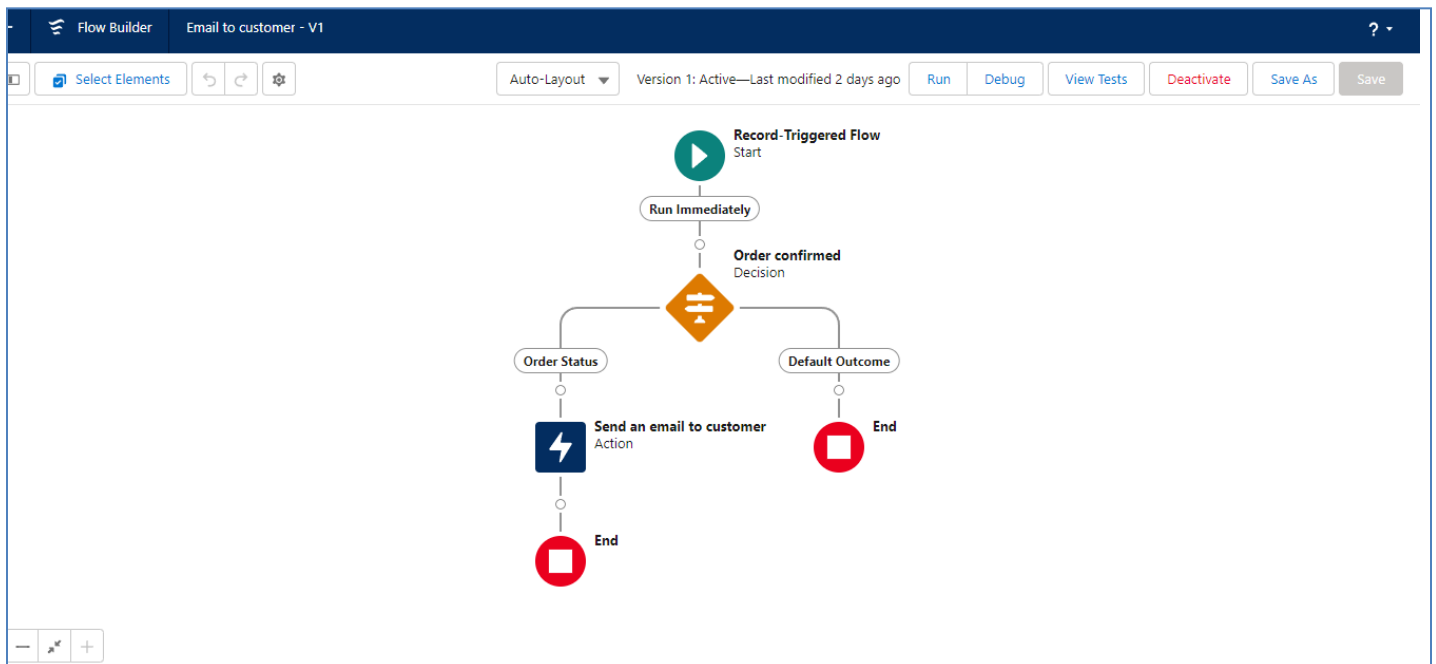 Flow Builder Email to customer - V1 ?
Select Elements Auto-Layout Version 1: Active—Last modified 2 days ago Run Debug View Tests Deactivate Save As Save
Record-Triggered Flow
Start
Run Immediately
Order confirmed
Decision
Order Status Default Outcome
Send an email to customer End
Action
End